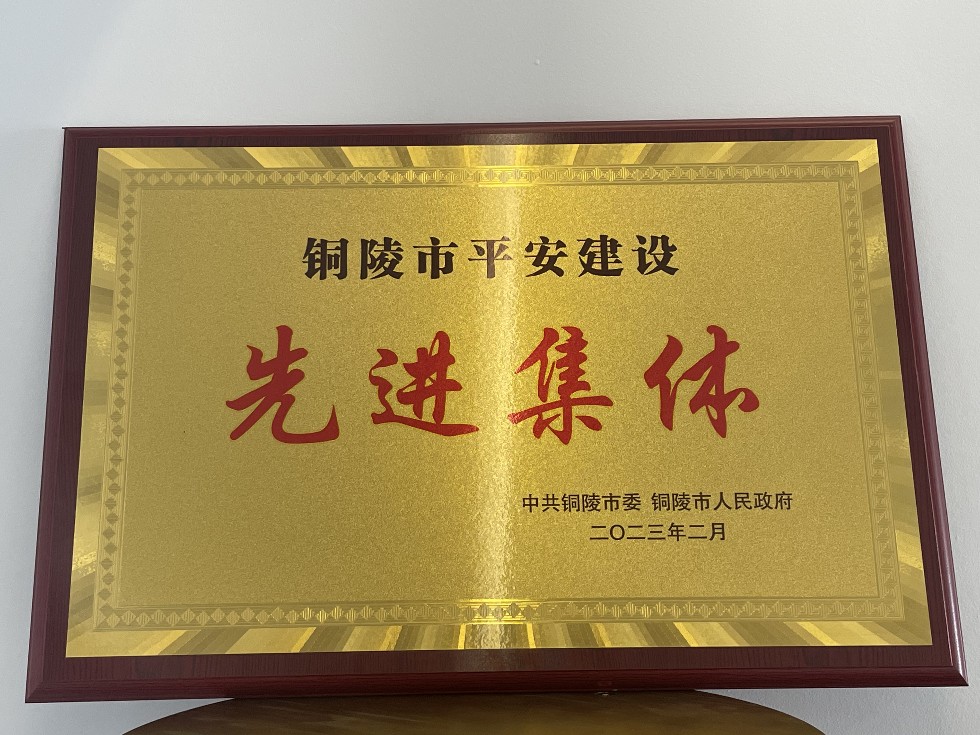 铜陵市平安建设
先进集体
中共铜陵市委 铜陵市人民政府
二〇二三年二月